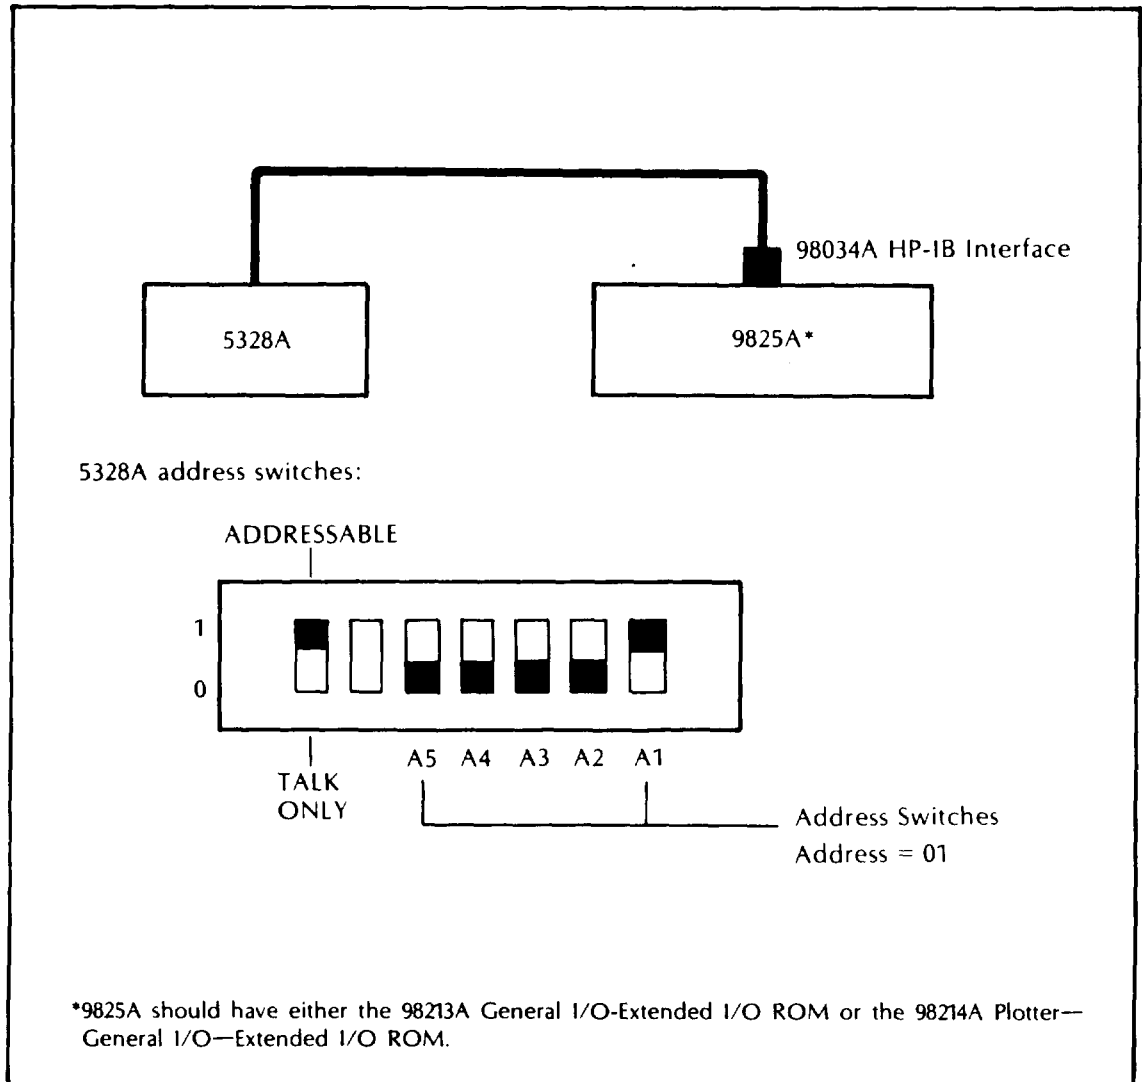 98034A HP-IB Interface
5328A
9825A*
5328A address switches:
ADDRESSABLE
1
0
A5 A4 A3 A2 A1
TALK
ONLY
Address Switches
Address = 01
*9825A should have either the 98213A General I/O-Extended I/O ROM or the 98214A Plotter—
General I/O—Extended I/O ROM.